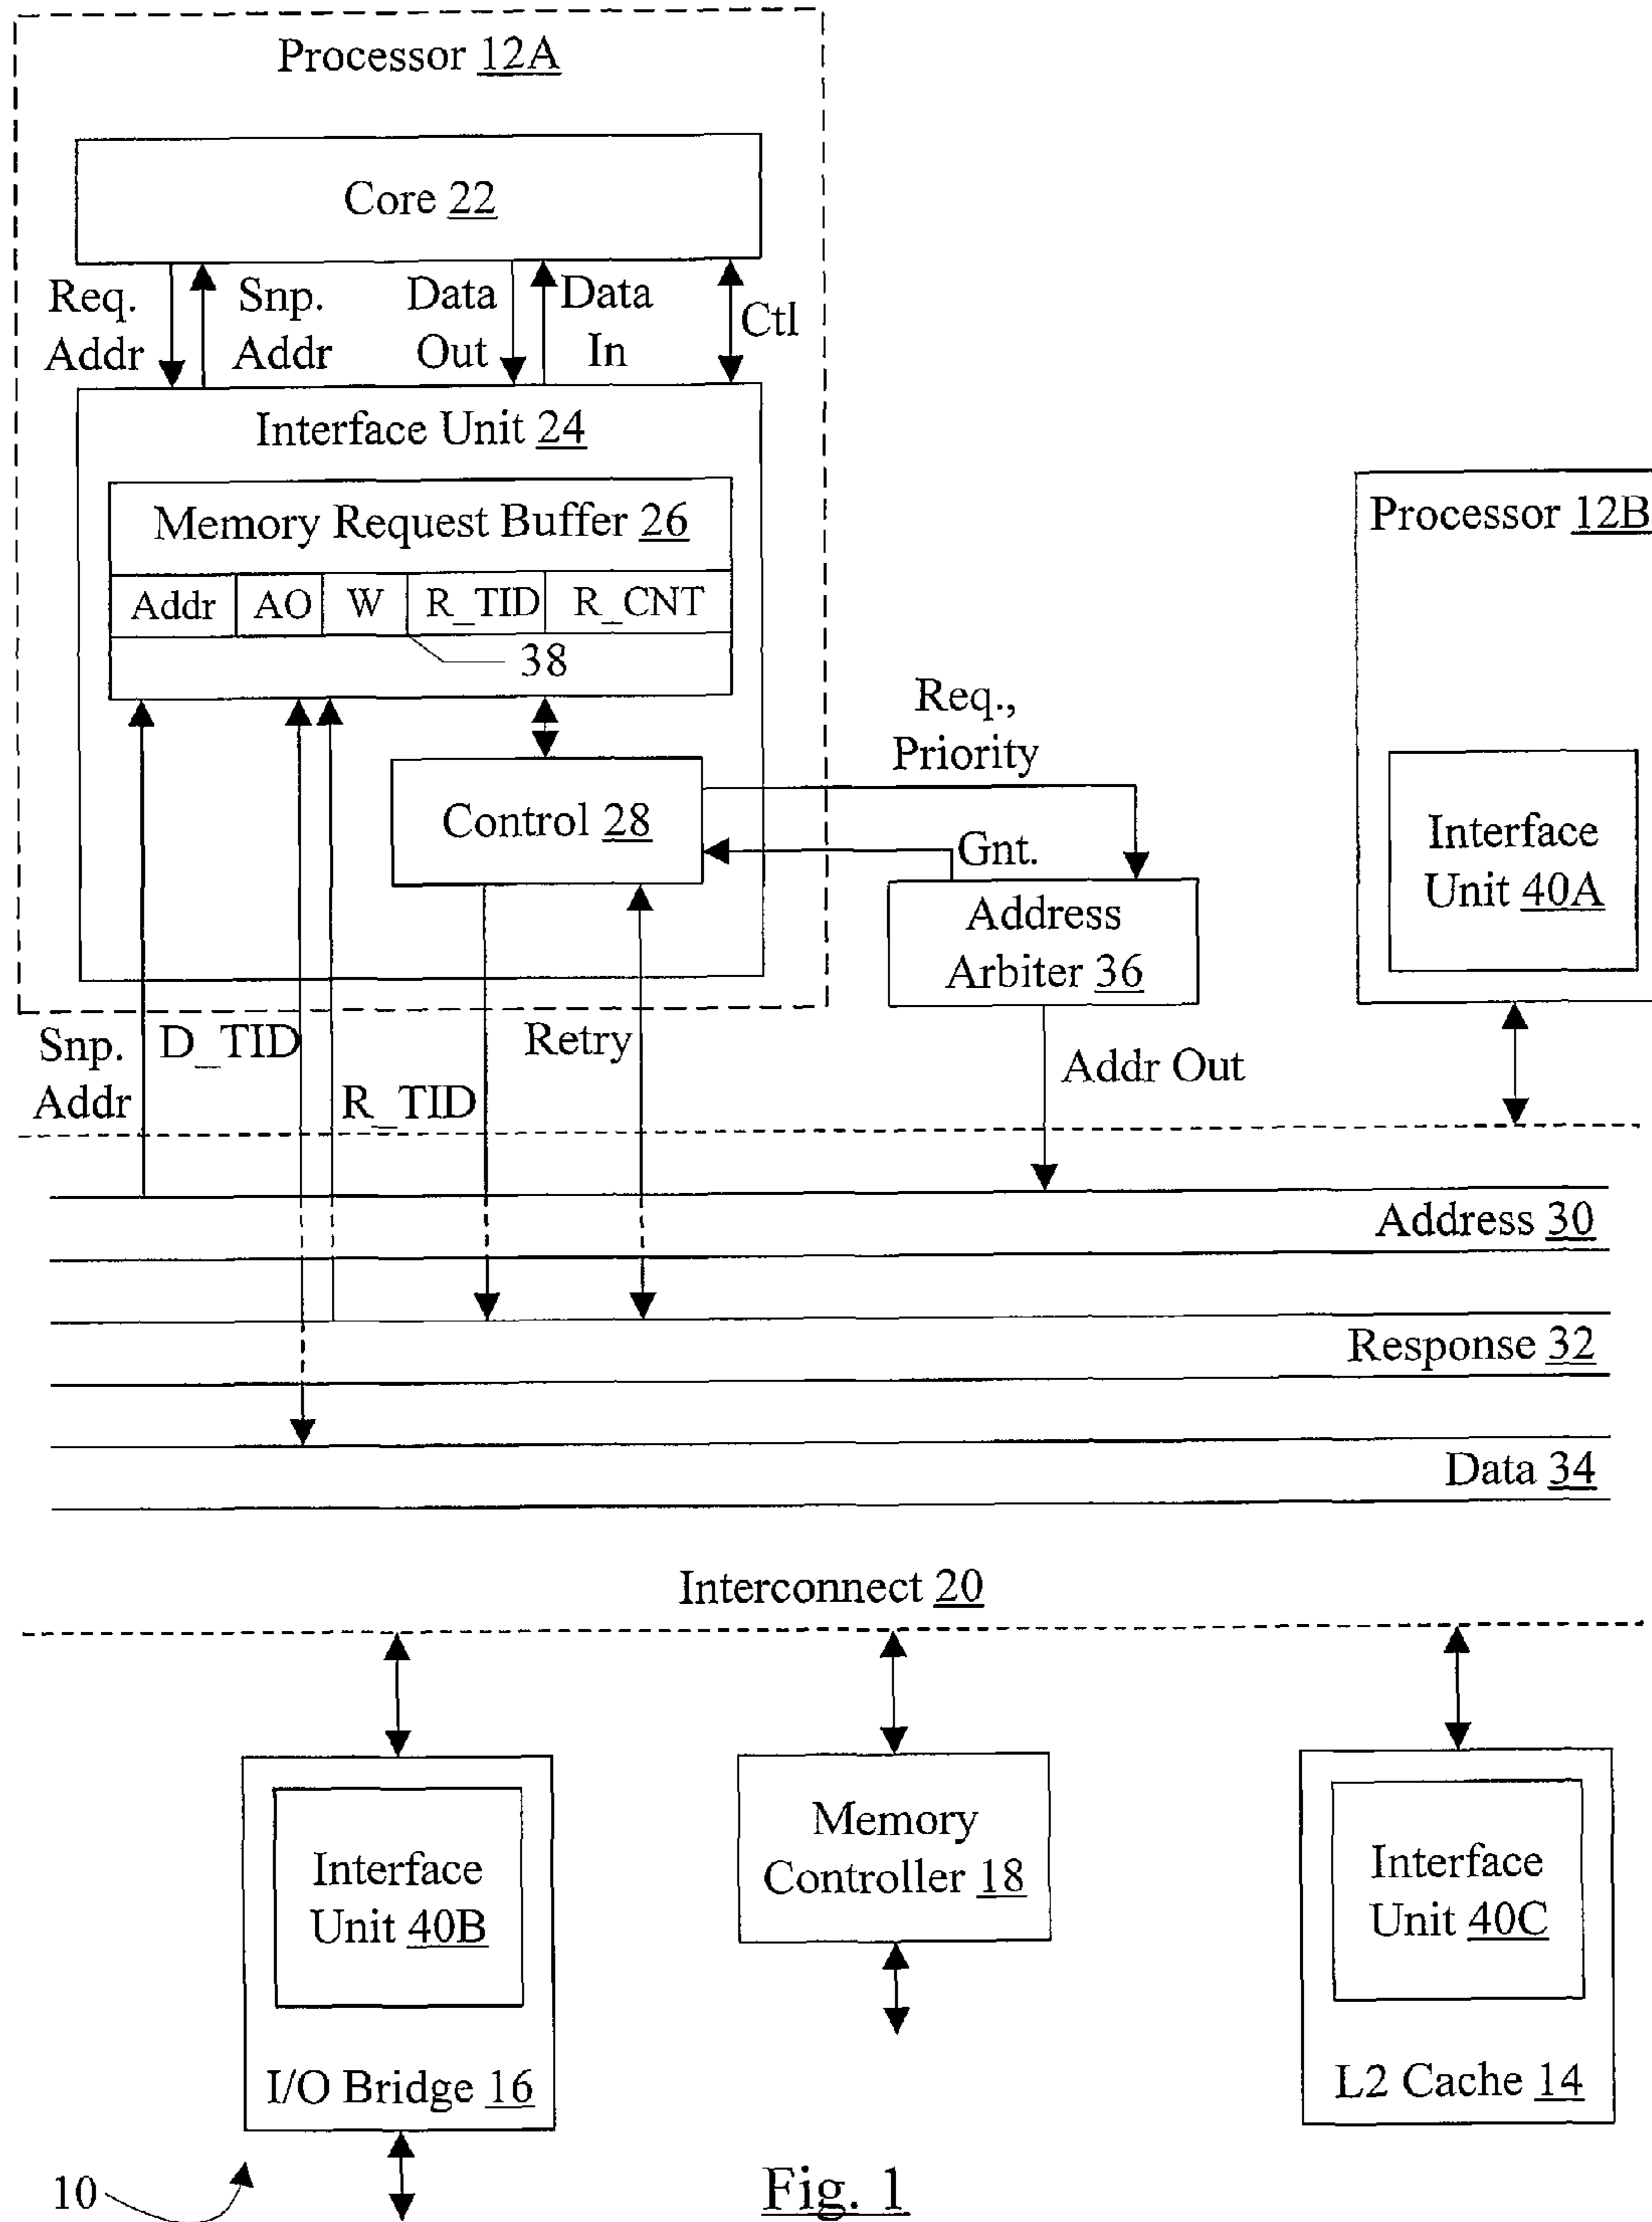 Processor 12A
Core 22
Req. Addr
Snp. Addr
Data Out
Data In
Ctl
Interface Unit 24
Memory Request Buffer 26
Addr AO W R_TID R_CNT
38
Control 28
Req., Priority
Gnt.
Address Arbiter 36
Processor 12B
Interface Unit 40A
Snp. Addr
D_TID
R_TID
Retry
Addr Out
Address 30
Response 32
Data 34
Interconnect 20
Interface Unit 40B
I/O Bridge 16
Memory Controller 18
Interface Unit 40C
L2 Cache 14
10
Fig. 1